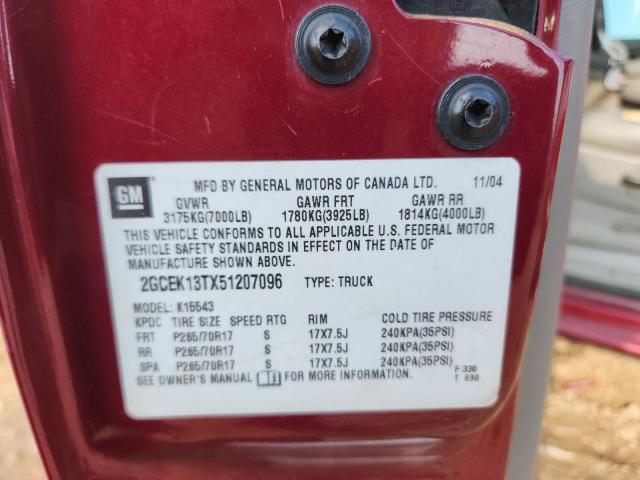 GM
MFD BY GENERAL MOTORS OF CANADA LTD. 11/04
GVWR GAWR FRT GAWR RR
3175KG(7000LB) 1780KG(3925LB) 1814KG(4000LB)
THIS VEHICLE CONFORMS TO ALL APPLICABLE U.S. FEDERAL MOTOR
VEHICLE SAFETY STANDARDS IN EFFECT ON THE DATE OF
MANUFACTURE SHOWN ABOVE.
2GCEK13TX51207096 TYPE: TRUCK
MODEL: K15543
KPDC TIRE SIZE SPEED RTG RIM COLD TIRE PRESSURE
FRT P265/70R17 S 17X7.5J 240KPA(35PSI)
RR P265/70R17 S 17X7.5J 240KPA(35PSI)
SPA P265/70R17 S 17X7.5J 240KPA(35PSI)
SEE OWNER'S MANUAL FOR MORE INFORMATION.
F 330
T 690